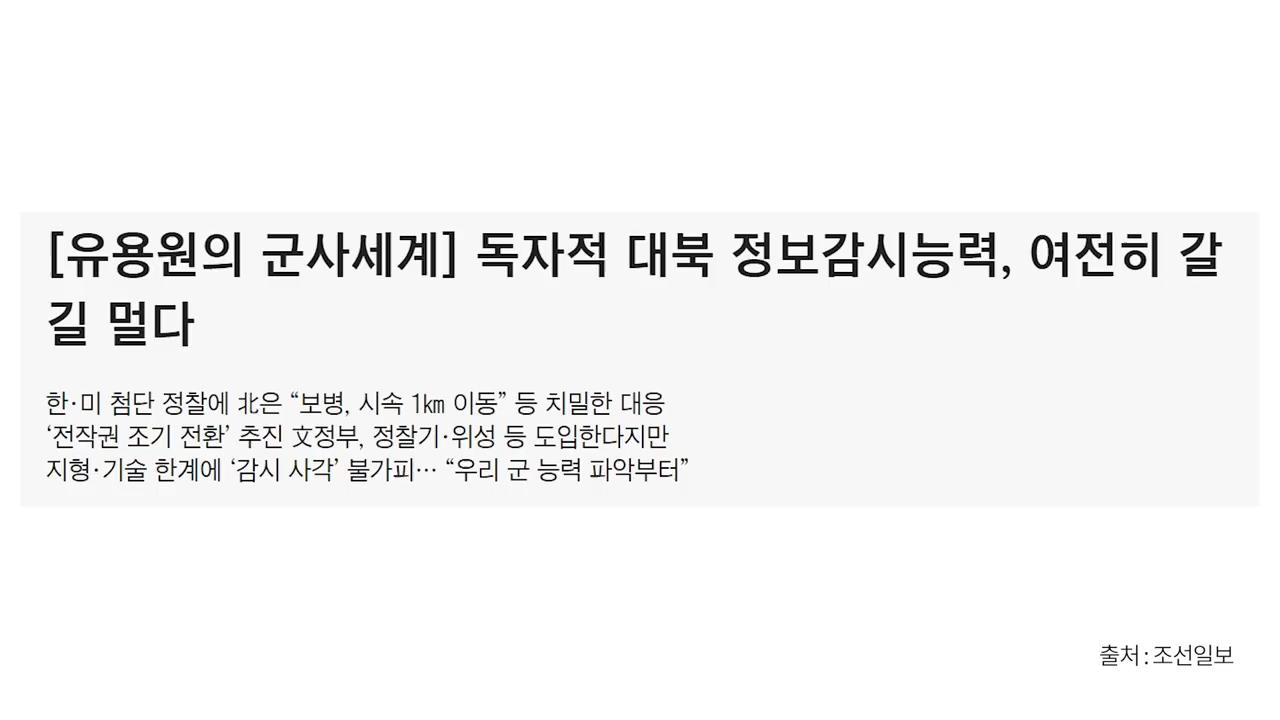 [유용원의 군사세계] 독자적 대북 정보감시능력, 여전히 갈
길 멀다
한·미 첨단 정찰에 北은 “보병, 시속 1㎞ 이동” 등 치밀한 대응
‘전작권 조기 전환’ 추진 文정부, 정찰기·위성 등 도입한다지만
지형·기술 한계에 ‘감시 사각’ 불가피… “우리 군 능력 파악부터”
출처 : 조선일보